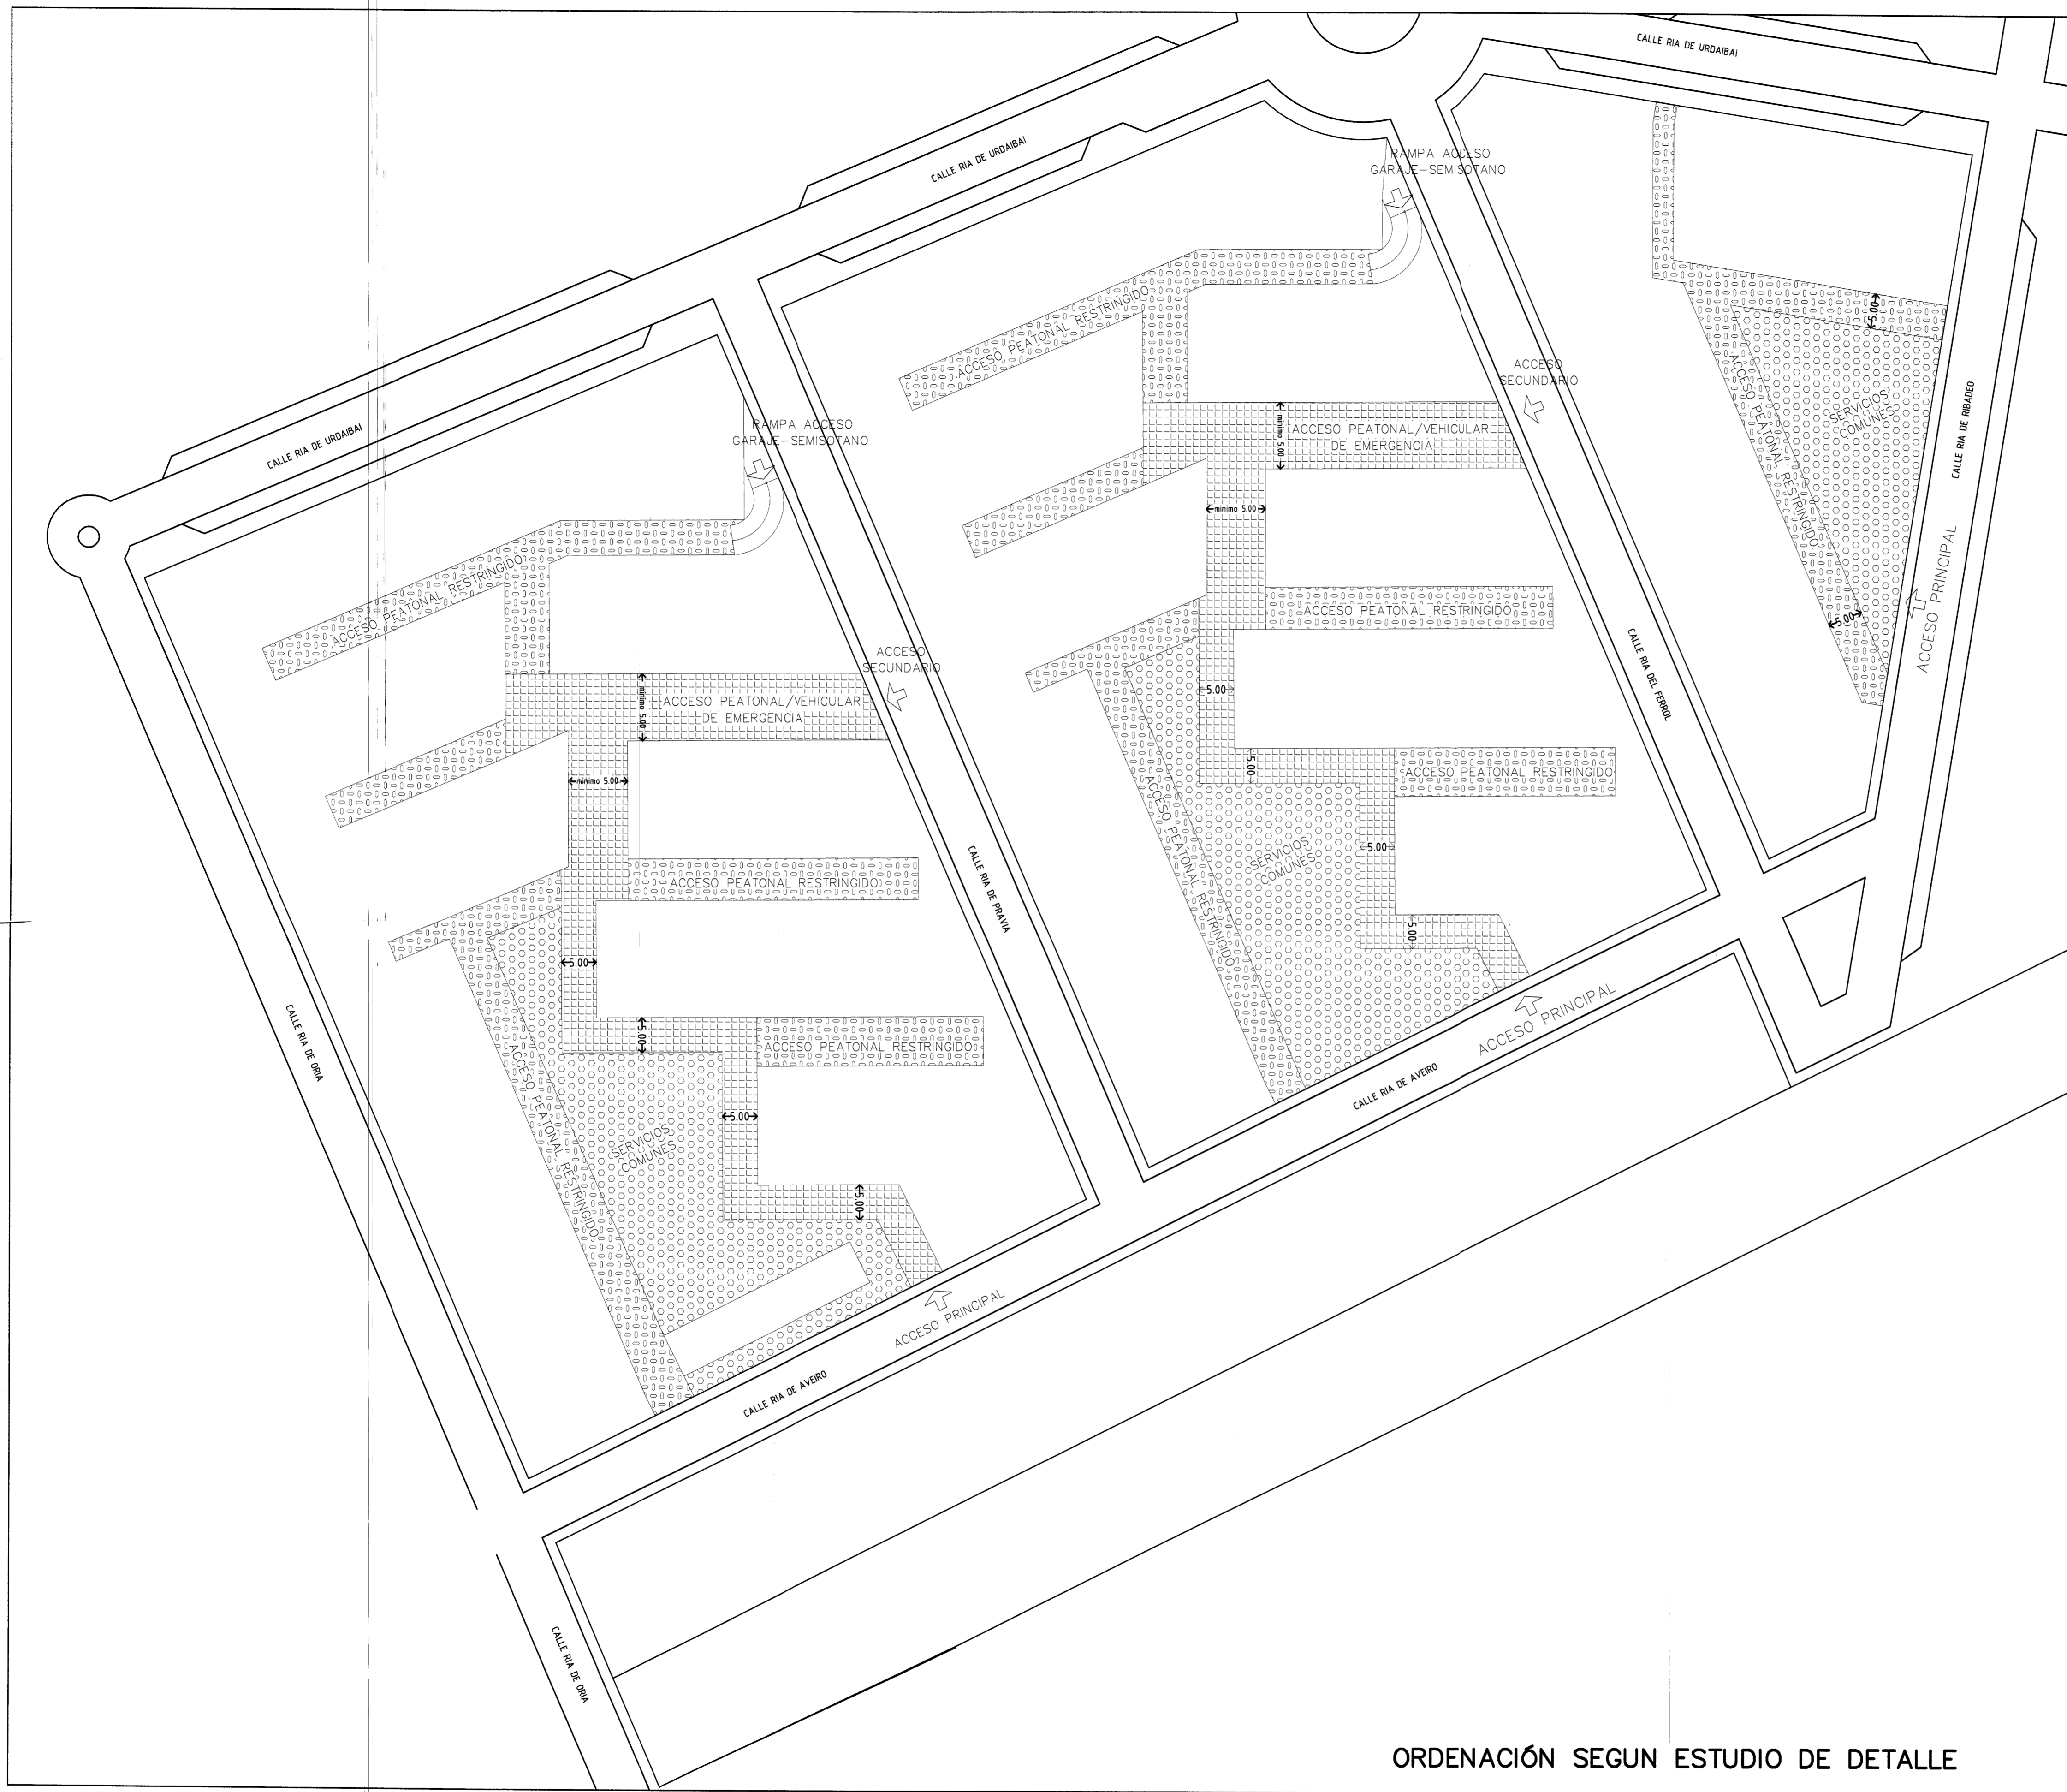 CALLE RIA DE URDAIBAI
CALLE RIA DE URDAIBAI
CALLE RIA DE URDAIBAI
RAMPA ACCESO
GARAJE-SEMISOTANO
ACCESO PEATONAL RESTRINGIDO
ACCESO
SECUNDARIO
mínimo 5.00
ACCESO PEATONAL/VEHICULAR
DE EMERGENCIA
mínimo 5.00
ACCESO PEATONAL RESTRINGIDO
5.00
5.00
ACCESO PEATONAL RESTRINGIDO
ACCESO PEATONAL RESTRINGIDO
SERVICIOS
COMUNES
5.00
5.00
ACCESO PRINCIPAL
CALLE RIA DE AVEIRO
CALLE RIA DEL FERROL
5.00
ACCESO PEATONAL RESTRINGIDO
SERVICIOS
COMUNES
5.00
ACCESO PRINCIPAL
CALLE RIA DE RIBADEO
RAMPA ACCESO
GARAJE-SEMISOTANO
ACCESO PEATONAL RESTRINGIDO
ACCESO
SECUNDARIO
mínimo 5.00
ACCESO PEATONAL/VEHICULAR
DE EMERGENCIA
mínimo 5.00
ACCESO PEATONAL RESTRINGIDO
5.00
5.00
ACCESO PEATONAL RESTRINGIDO
ACCESO PEATONAL RESTRINGIDO
SERVICIOS
COMUNES
5.00
5.00
ACCESO PRINCIPAL
CALLE RIA DE AVEIRO
CALLE RIA DE PRAVIA
CALLE RIA DE ORIA
CALLE RIA DE ORIA
ORDENACIÓN SEGUN ESTUDIO DE DETALLE